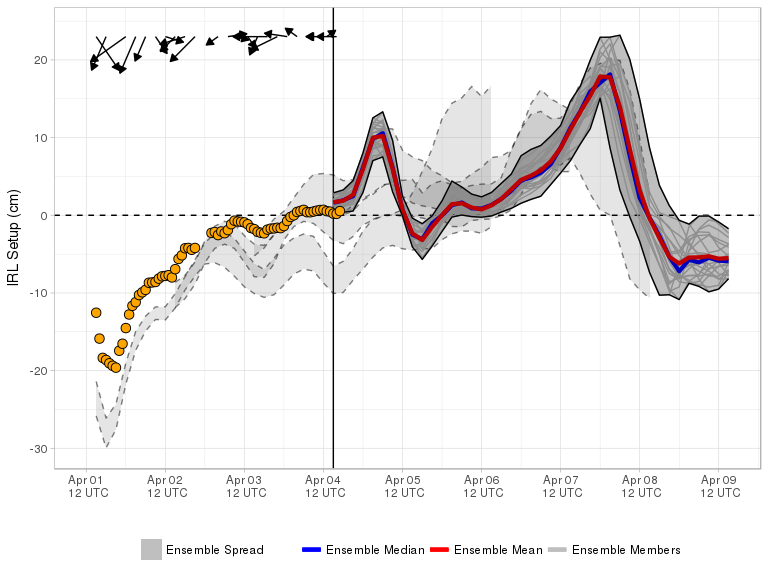 IRL Setup (cm)
20
10
0
-10
-20
-30
Apr 01 Apr 02 Apr 03 Apr 04 Apr 05 Apr 06 Apr 07 Apr 08 Apr 09
12 UTC 12 UTC 12 UTC 12 UTC 12 UTC 12 UTC 12 UTC 12 UTC 12 UTC
Ensemble Spread Ensemble Median Ensemble Mean Ensemble Members